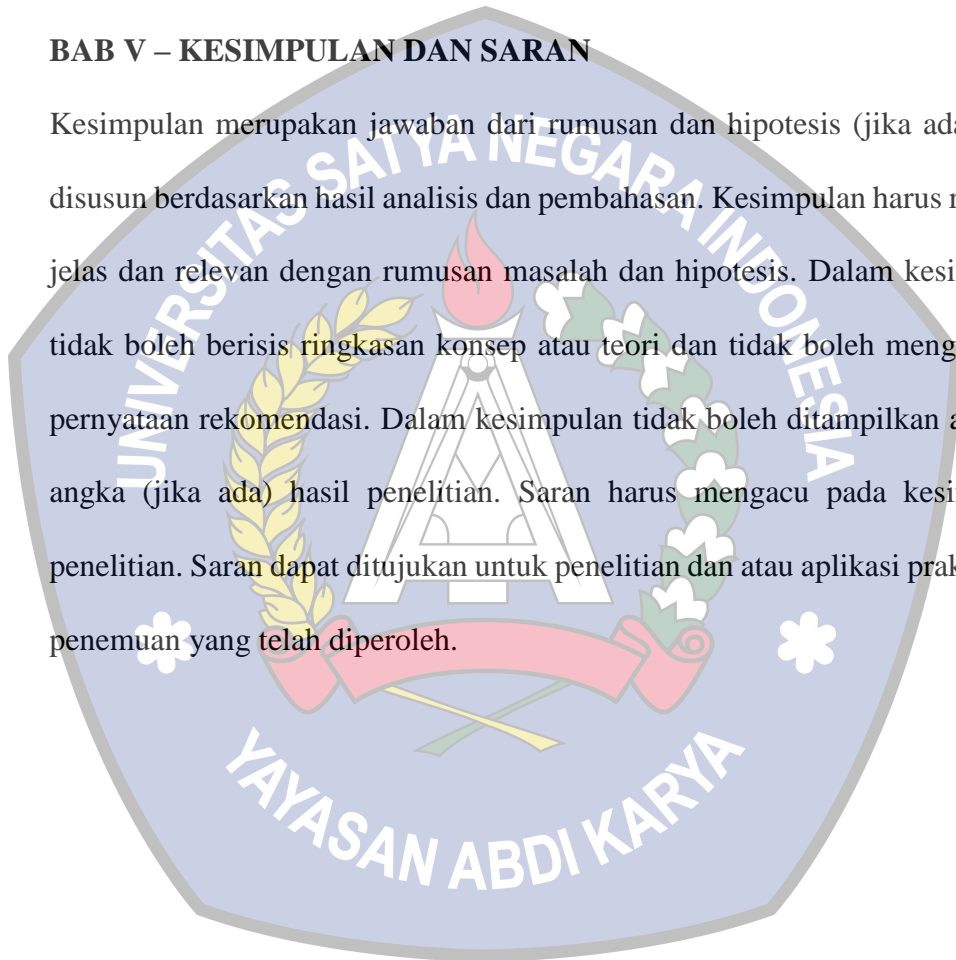 BAB V – KESIMPULAN DAN SARAN
Kesimpulan merupakan jawaban dari rumusan dan hipotesis (jika ada
disusun berdasarkan hasil analisis dan pembahasan. Kesimpulan harus
jelas dan relevan dengan rumusan masalah dan hipotesis. Dalam
tidak boleh berisis ringkasan konsep atau teori dan tidak boleh
pernyataan rekomendasi. Dalam kesimpulan tidak boleh ditampilkan
angka (jika ada) hasil penelitian. Saran harus mengacu pada
penelitian. Saran dapat ditujukan untuk penelitian dan atau aplikasi
penemuan yang telah diperoleh.
UNIVERSITAS SATYA NEGARA INDONESIA
YAYASAN ABDI KARYA